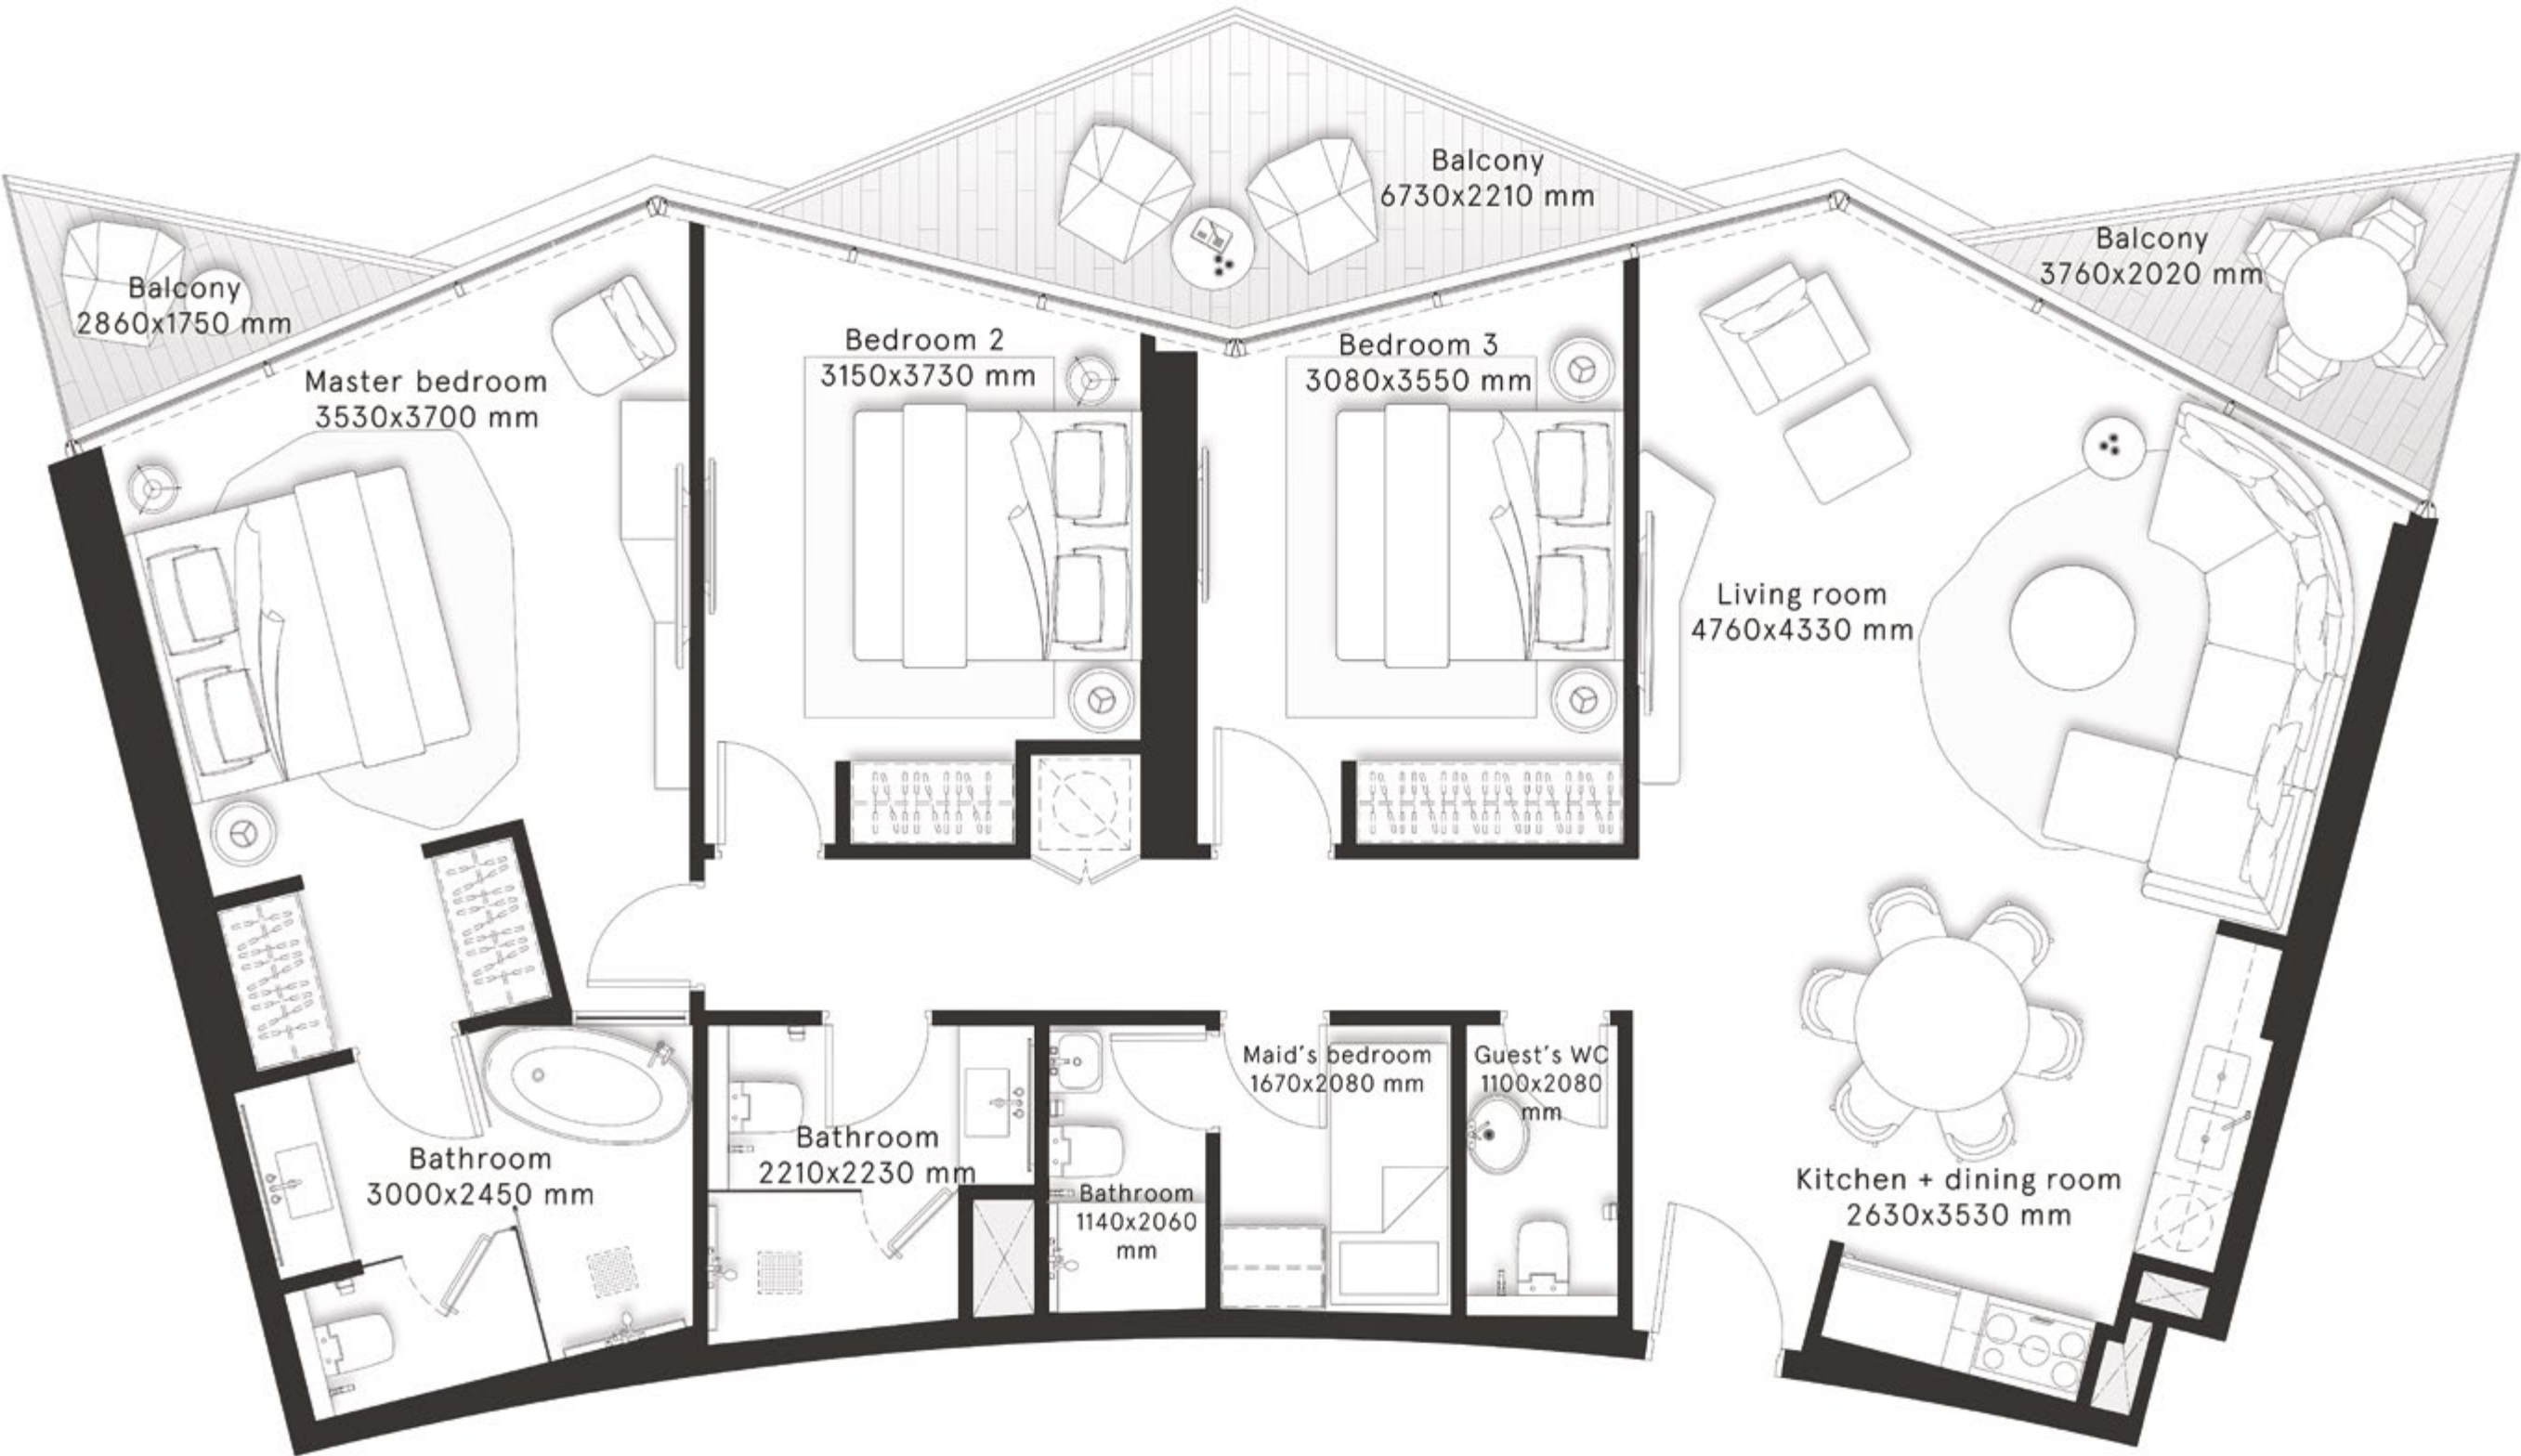 Balcony
6730x2210 mm
Balcony
3760x2020 mm
Balcony
2860x1750 mm
Bedroom 2
3150x3730 mm
Bedroom 3
3080x3550 mm
Master bedroom
3530x3700 mm
Living room
4760x4330 mm
Maid's bedroom
1670x2080 mm
Guest's WC
1100x2080
mm
Bathroom
2210x2230 mm
Bathroom
3000x2450 mm
Bathroom
1140x2060
mm
Kitchen + dining room
2630x3530 mm